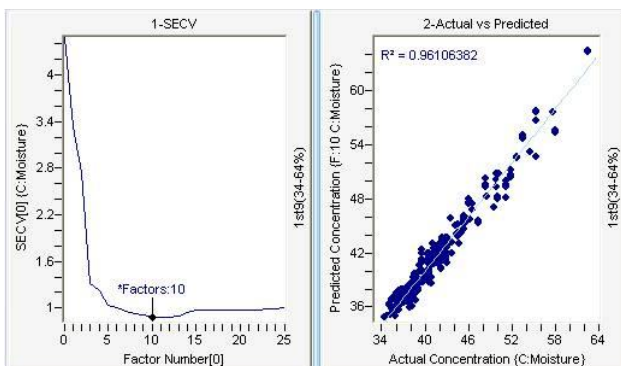 1-SECV
SECV[0] {C:Moisture}
4
3.4
2.8
2.2
1.6
1
*Factors:10
0 5 10 15 20 25
Factor Number[0]
1st9(34-64%)
2-Actual vs Predicted
R² = 0.96106382
Predicted Concentration {F:10 C:Moisture}
60
54
48
42
36
34 40 46 52 58 64
Actual Concentration {C:Moisture}
1st9(34-64%)